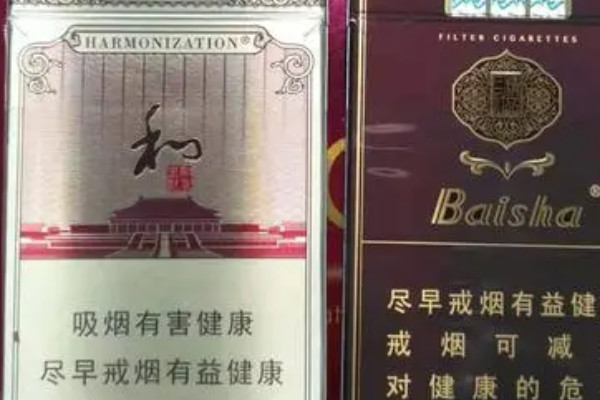 HARMONIZATION®
和
吸烟有害健康
尽早戒烟有益健康
FILTER CIGARETTES
Baisha®
尽早戒烟有益健
戒烟可减
对健康的危